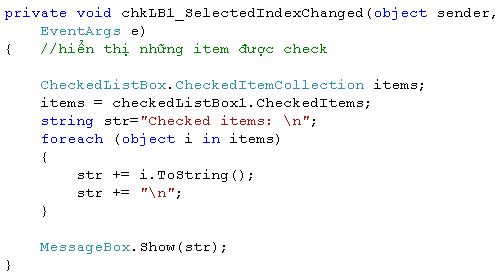 private void chkLB1_SelectedIndexChanged(object sender,
EventArgs e)
{ //hiển thị những item được check
CheckedListBox.CheckedItemCollection items;
items = checkedListBox1.CheckedItems;
string str="Checked items: \n";
foreach (object i in items)
{
str += i.ToString();
str += "\n";
}
MessageBox.Show(str);
}